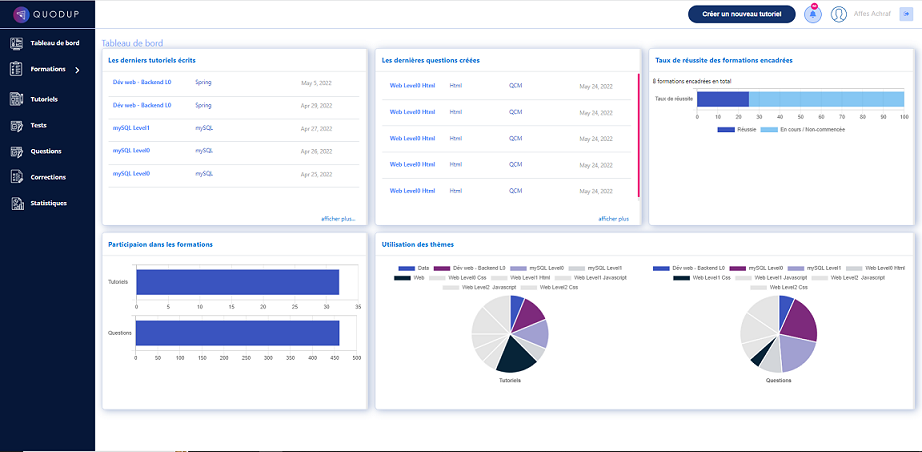 QUODUP
Créer un nouveau tutoriel
Affes Achraf
Tableau de bord
Formations
Tutoriels
Tests
Questions
Corrections
Statistiques
Tableau de bord
Les derniers tutoriels écrits
Dév web - Backend L0 Spring May 5, 2022
Dév web - Backend L0 Spring Apr 29, 2022
mySQL Level1 mySQL Apr 27, 2022
mySQL Level0 mySQL Apr 26, 2022
mySQL Level0 mySQL Apr 25, 2022
afficher plus...
Les dernières questions créées
Web Level0 Html Html QCM May 24, 2022
Web Level0 Html Html QCM May 24, 2022
Web Level0 Html Html QCM May 24, 2022
Web Level0 Html Html QCM May 24, 2022
Web Level0 Html Html QCM May 24, 2022
afficher plus
Taux de réussite des formations encadrées
8 formations encadrées en total
Taux de réussite
0 10 20 30 40 50 60 70 80 90 100
Réussie En cours / Non-commencée
Participaion dans les formations
Tutoriels
0 5 10 15 20 25 30 35
Questions
0 50 100 150 200 250 300 350 400 450 500
Utilisation des thèmes
Data Dév web - Backend L0 mySQL Level0 mySQL Level1
Web Web Level0 Css Web Level1 Html Web Level1 Javascript
Web Level2 Javascript Web Level2 Css
Tutoriels
Dév web - Backend L0 mySQL Level0 mySQL Level1 Web Level0 Html
Web Level1 Css Web Level1 Javascript Web Level2 Javascript
Web Level2 Css
Questions